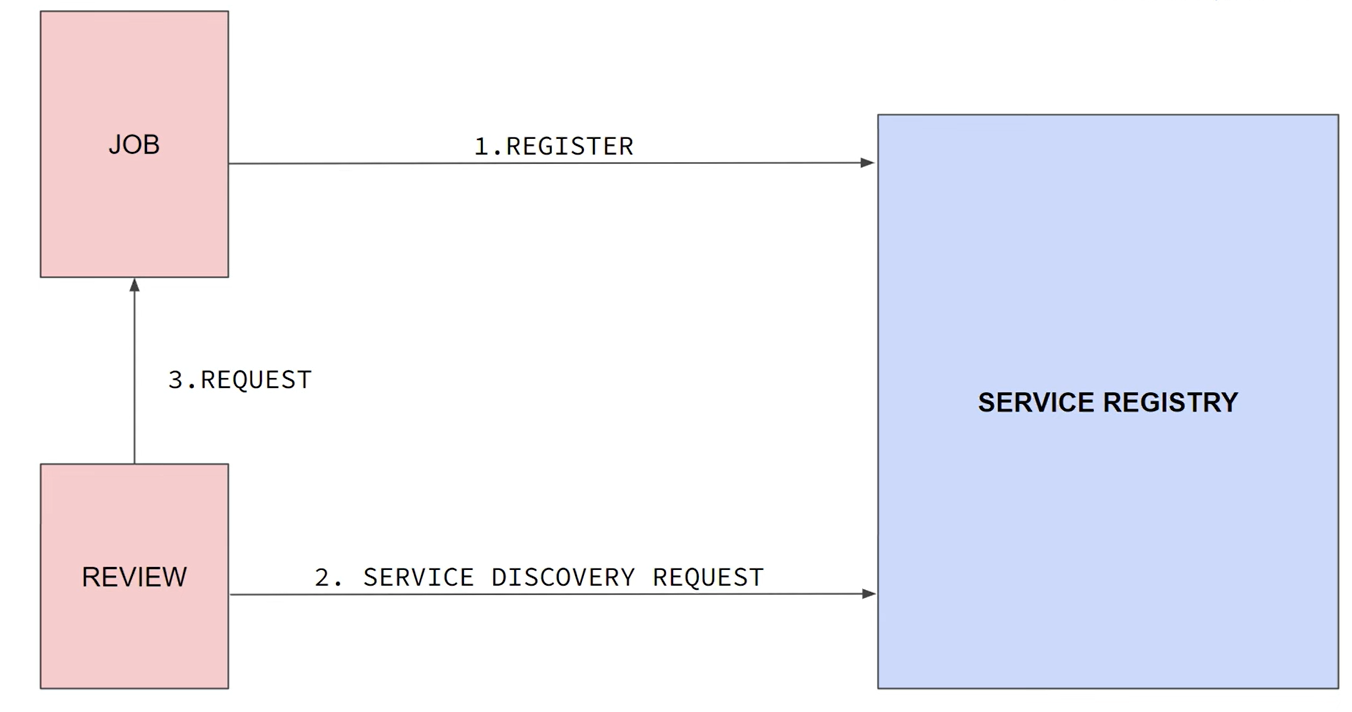 JOB
1.REGISTER
3.REQUEST
SERVICE REGISTRY
REVIEW
2. SERVICE DISCOVERY REQUEST